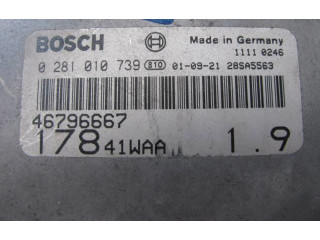 BOSCH Made in Germany
1111 0246
0 281 010 739 810 01-09-21 28SA5563
46796667
178 41WAA 1.9